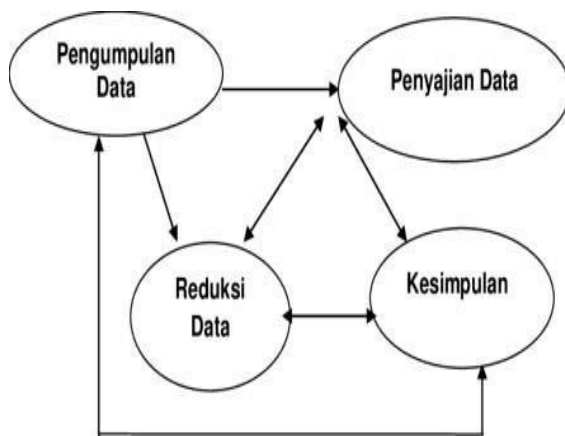 Pengumpulan
Data
Penyajian Data
Reduksi
Data
Kesimpulan